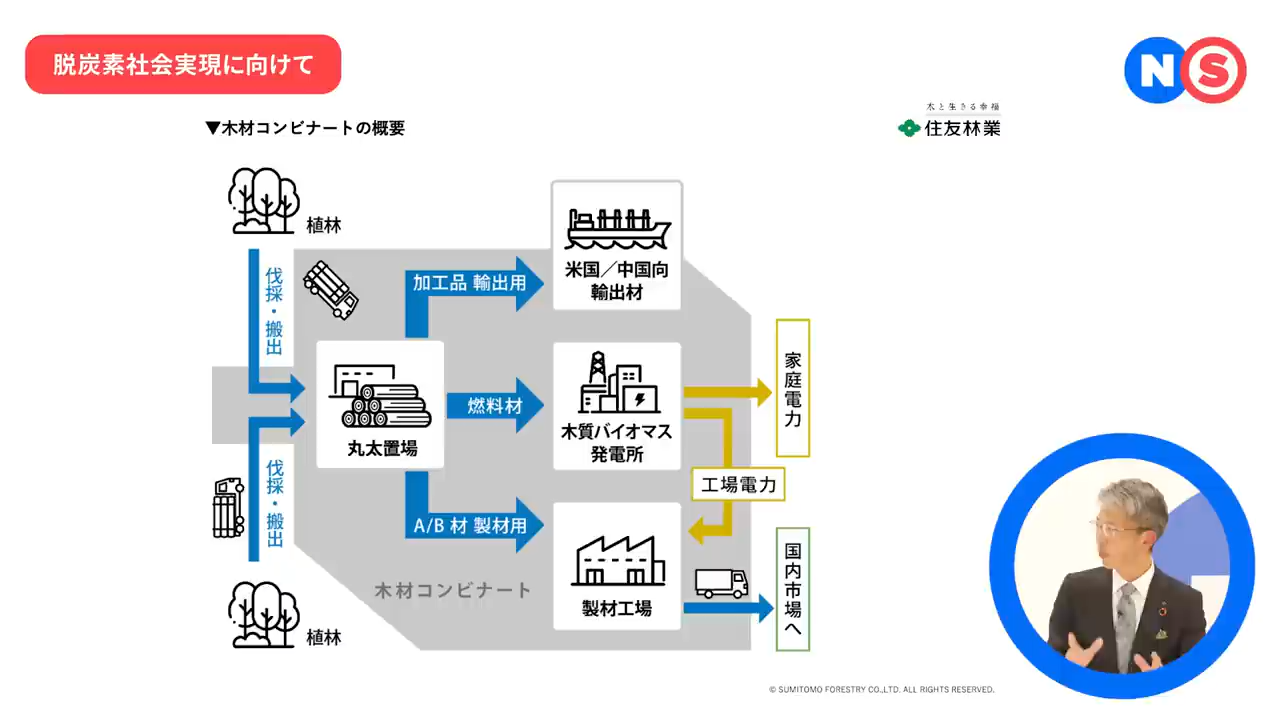 脱炭素社会実現に向けて
NS
木と生きる幸福
住友林業
▼木材コンビナートの概要
植林
伐採・搬出
加工品 輸出用
米国／中国向
輸出材
丸太置場
燃料材
木質バイオマス
発電所
家庭電力
工場電力
伐採・搬出
A/B 材 製材用
製材工場
国内市場へ
木材コンビナート
植林
© SUMITOMO FORESTRY CO.,LTD. ALL RIGHTS RESERVED.